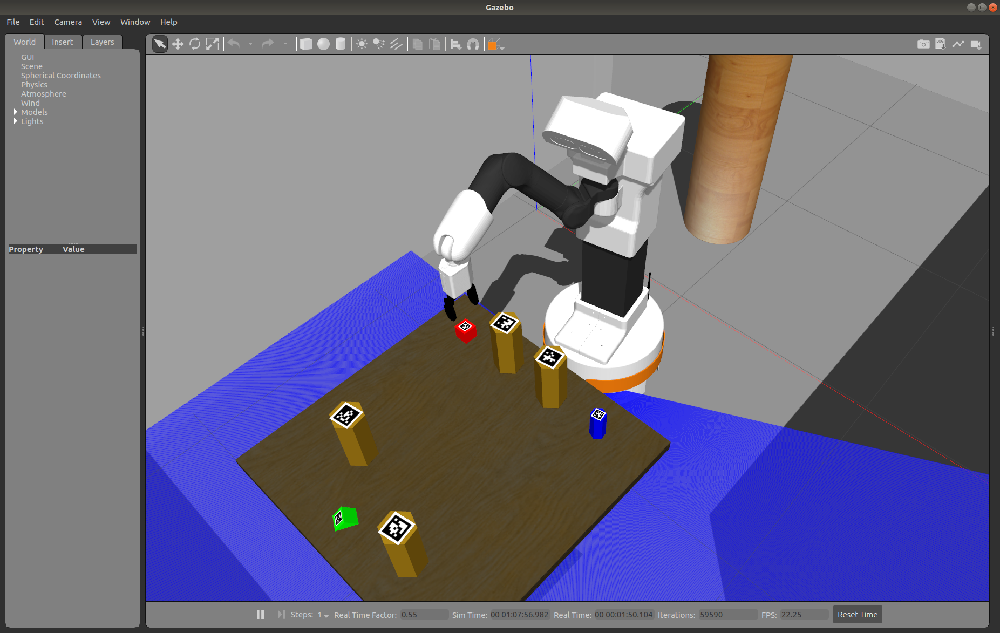 Gazebo
File Edit Camera View Window Help
World Insert Layers
GUI
Scene
Spherical Coordinates
Physics
Atmosphere
Wind
Models
Lights
Property Value
LOG
Steps: 1 Real Time Factor: 0.55 Sim Time: 00 01:07:56.982 Real Time: 00 00:01:50.104 Iterations: 59590 FPS: 22.25 Reset Time